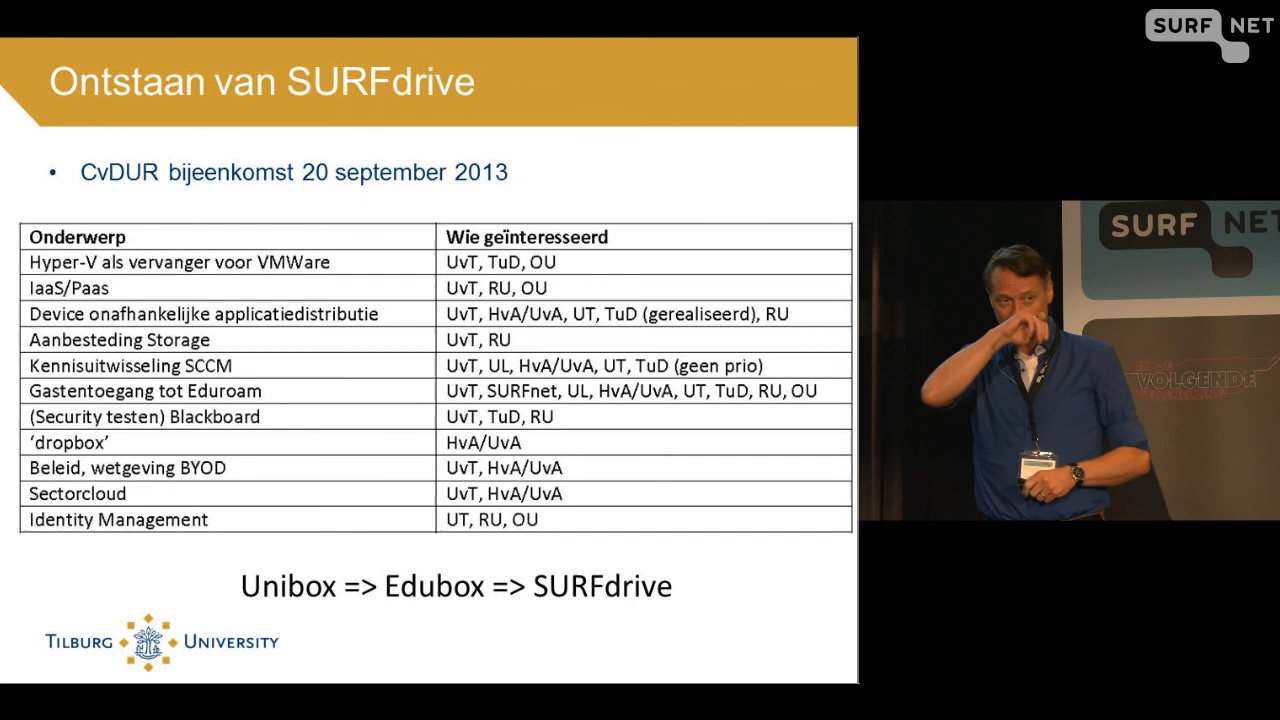 SURF NET
Ontstaan van SURFdrive
• CvDUR bijeenkomst 20 september 2013
Onderwerp Wie geïnteresseerd
Hyper-V als vervanger voor VMWare UvT, TuD, OU
IaaS/Paas UvT, RU, OU
Device onafhankelijke applicatiedistributie UvT, HvA/UvA, UT, TuD (gerealiseerd), RU
Aanbesteding Storage UvT, RU
Kennisuitwisseling SCCM UvT, UL, HvA/UvA, UT, TuD (geen prio)
Gastentoegang tot Eduroam UvT, SURFnet, UL, HvA/UvA, UT, TuD, RU, OU
(Security testen) Blackboard UvT, TuD, RU
‘dropbox’ HvA/UvA
Beleid, wetgeving BYOD UvT, HvA/UvA
Sectorcloud UvT, HvA/UvA
Identity Management UT, RU, OU
Unibox => Edubox => SURFdrive
TILBURG UNIVERSITY
SURF NET
IN DE
VOLGENDE
VERSNELLING